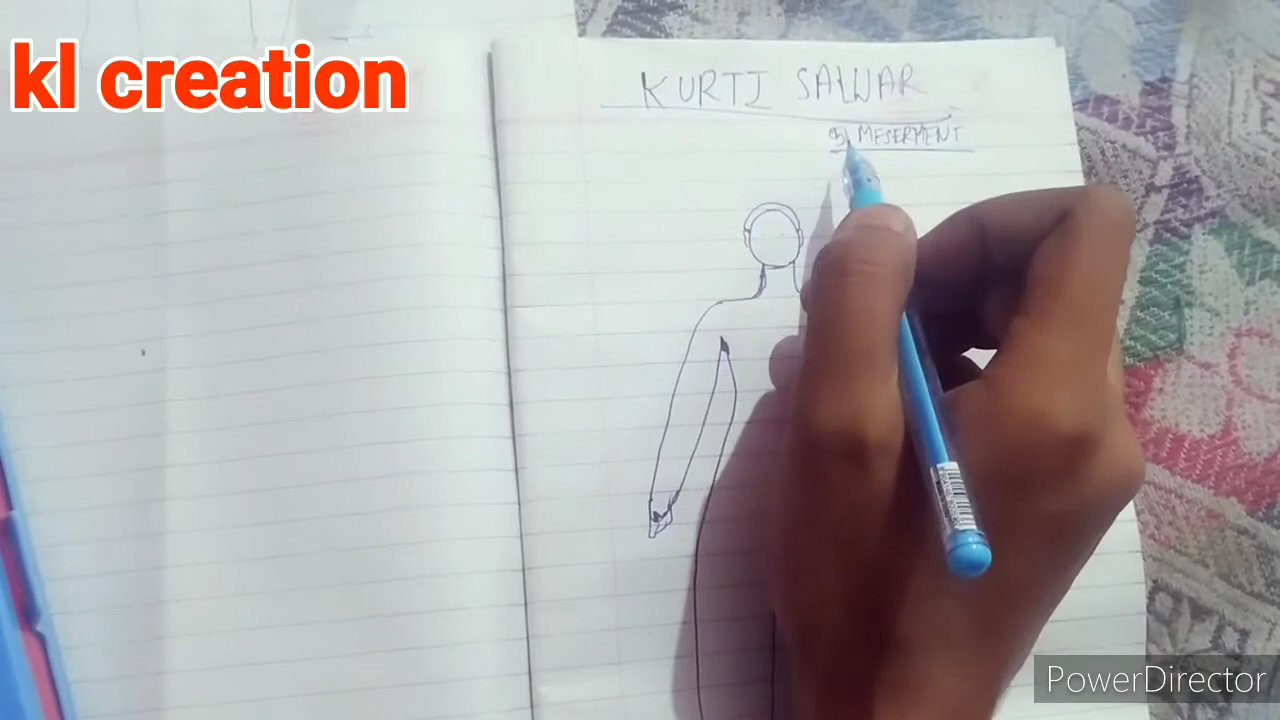 kl creation
KURTI SALWAR
का MESERMENT
PowerDirector